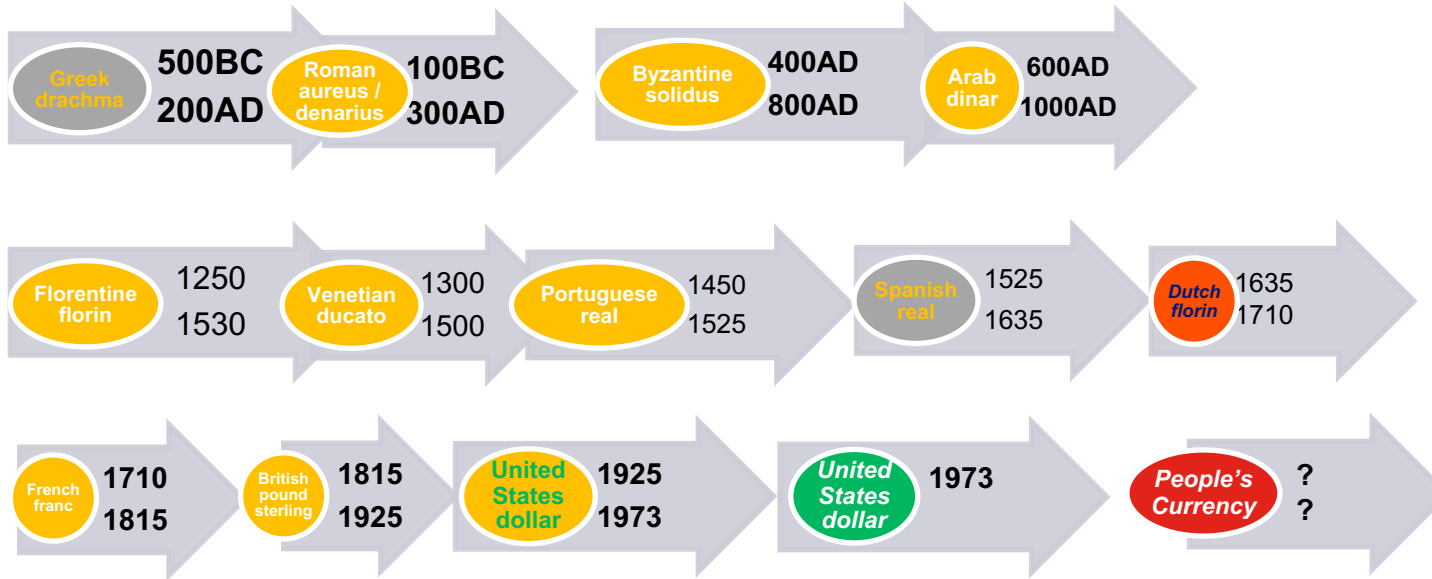 Greek
drachma
500BC
200AD
Roman
aureus /
denarius
100BC
300AD
Byzantine
solidus
400AD
800AD
Arab
dinar
600AD
1000AD
Florentine
florin
1250
1530
Venetian
ducato
1300
1500
Portuguese
real
1450
1525
Spanish
real
1525
1635
Dutch
florin
1635
1710
French
franc
1710
1815
British
pound
sterling
1815
1925
United
States
dollar
1925
1973
United
States
dollar
1973
People's
Currency
?
?